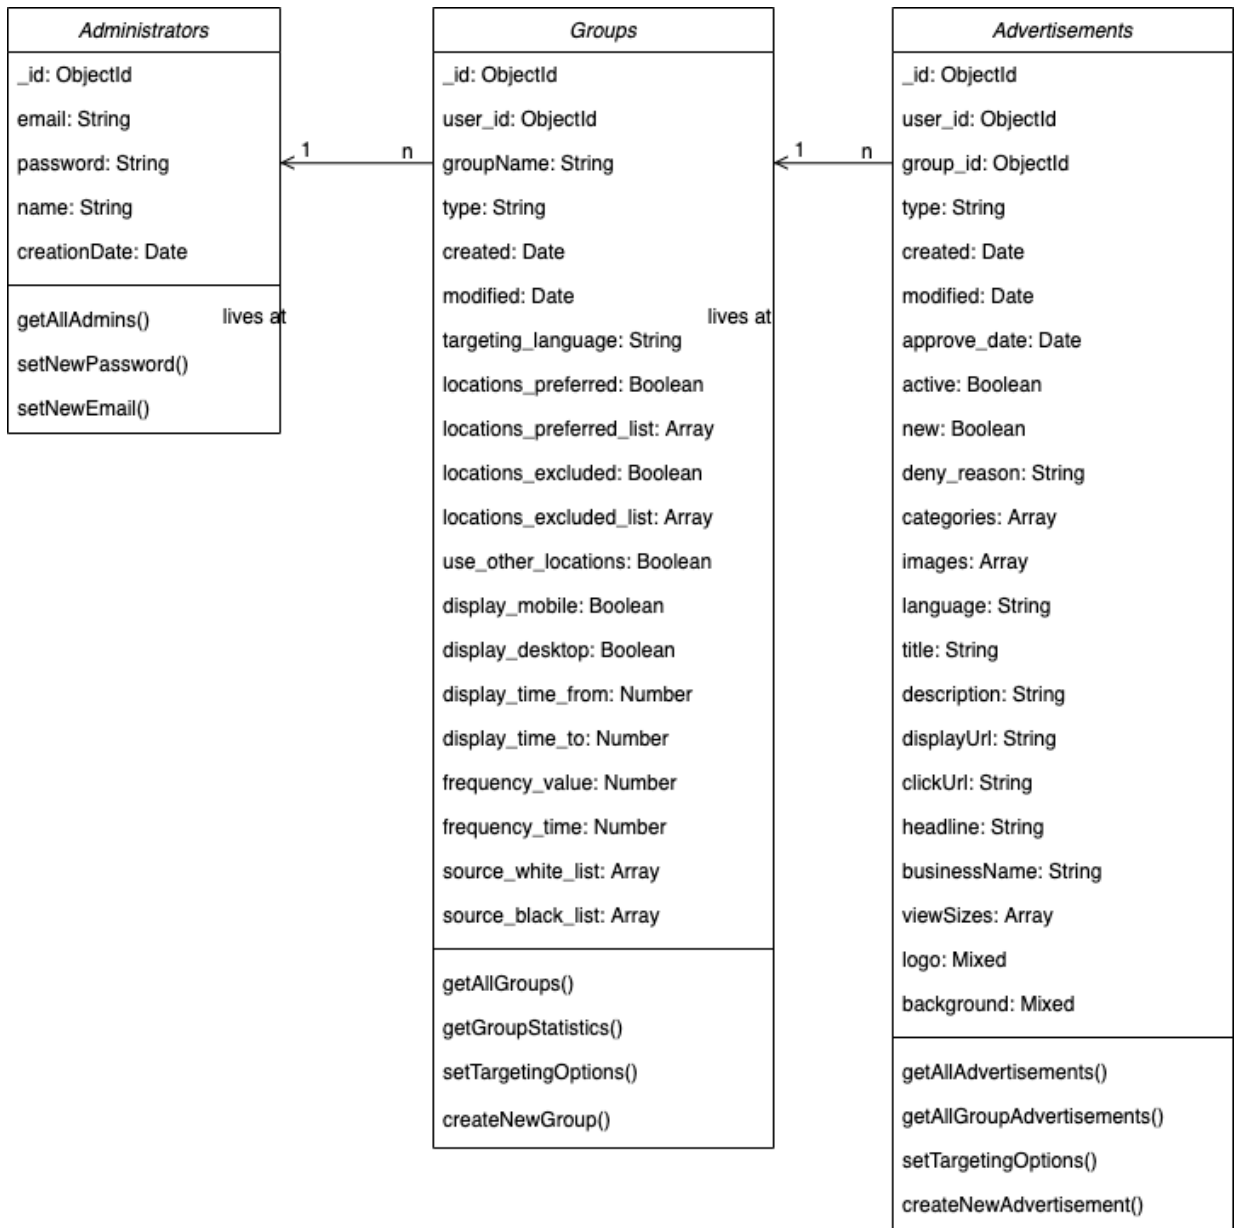 Administrators
_id: ObjectId
email: String
password: String
name: String
creationDate: Date
getAllAdmins()
setNewPassword()
setNewEmail()
lives at
1
n
Groups
_id: ObjectId
user_id: ObjectId
groupName: String
type: String
created: Date
modified: Date
targeting_language: String
locations_preferred: Boolean
locations_preferred_list: Array
locations_excluded: Boolean
locations_excluded_list: Array
use_other_locations: Boolean
display_mobile: Boolean
display_desktop: Boolean
display_time_from: Number
display_time_to: Number
frequency_value: Number
frequency_time: Number
source_white_list: Array
source_black_list: Array
getAllGroups()
getGroupStatistics()
setTargetingOptions()
createNewGroup()
lives at
1
n
Advertisements
_id: ObjectId
user_id: ObjectId
group_id: ObjectId
type: String
created: Date
modified: Date
approve_date: Date
active: Boolean
new: Boolean
deny_reason: String
categories: Array
images: Array
language: String
title: String
description: String
displayUrl: String
clickUrl: String
headline: String
businessName: String
viewSizes: Array
logo: Mixed
background: Mixed
getAllAdvertisements()
getAllGroupAdvertisements()
setTargetingOptions()
createNewAdvertisement()